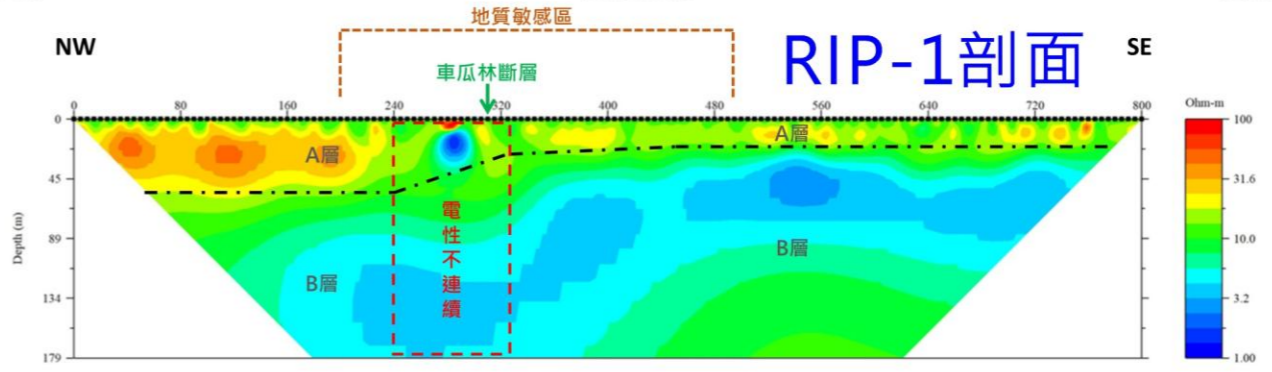 地質敏感區
NW
RIP-1剖面
SE
車瓜林斷層
0 80 160 240 320 400 480 560 640 720 800
Ohm-m
0
45
89
134
179
Depth (m)
A層
A層
B層
B層
電性不連續
100
31.6
10.0
3.2
1.00